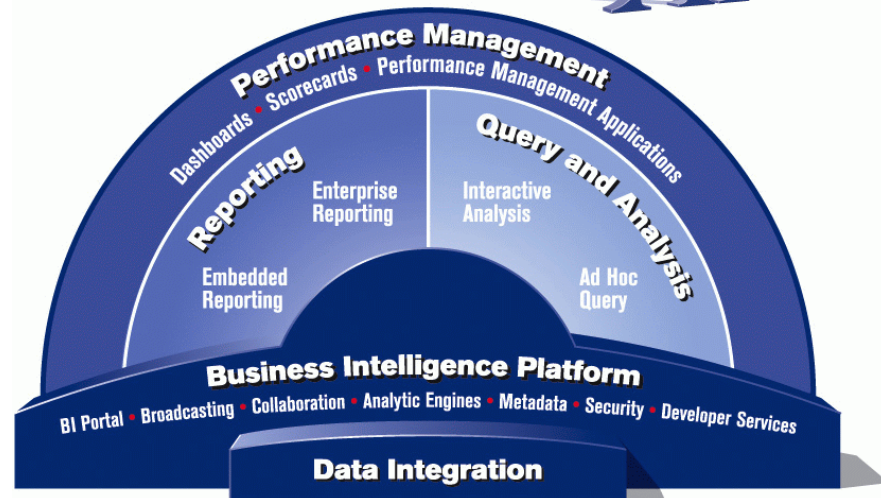 Performance Management
Dashboards • Scorecards • Performance Management Applications
Reporting
Enterprise
Reporting
Embedded
Reporting
Query and Analysis
Interactive
Analysis
Ad Hoc
Query
Business Intelligence Platform
BI Portal • Broadcasting • Collaboration • Analytic Engines • Metadata • Security • Developer Services
Data Integration